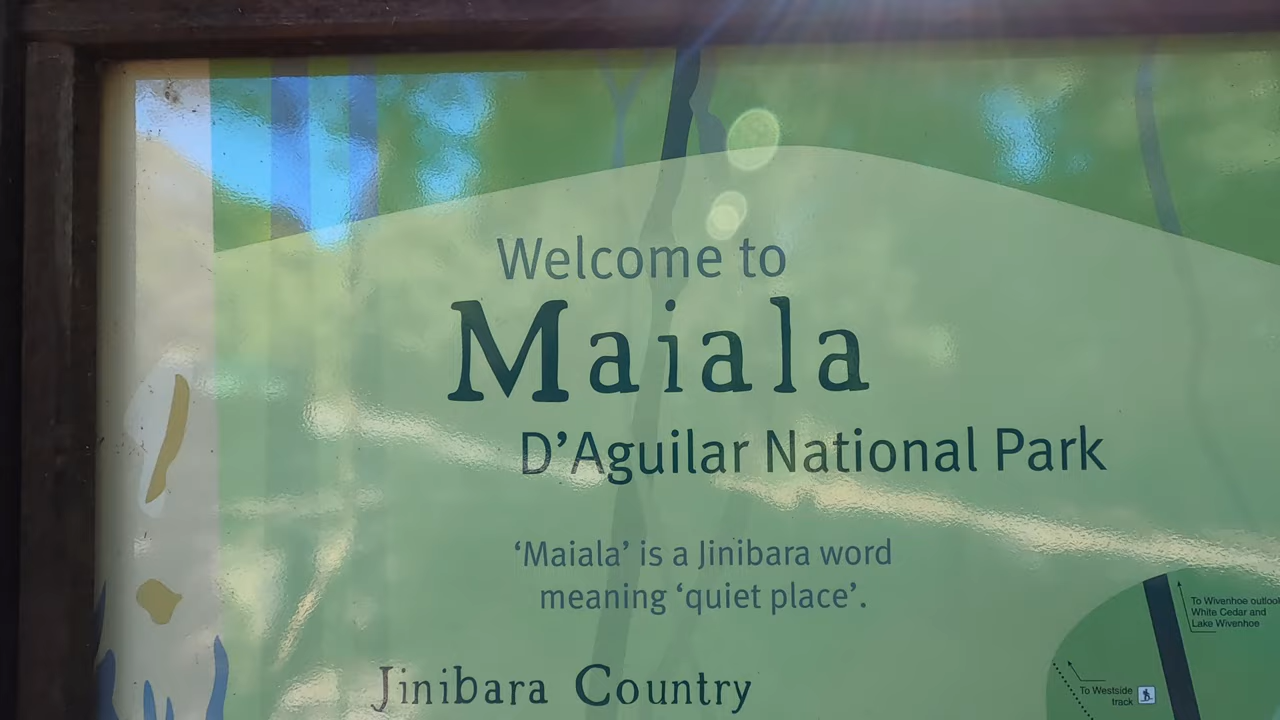 Welcome to
Maiala
D'Aguilar National Park
‘Maiala’ is a Jinibara word
meaning ‘quiet place’.
Jinibara Country
To Wivenhoe outlook
White Cedar and
Lake Wivenhoe
To Westside
track